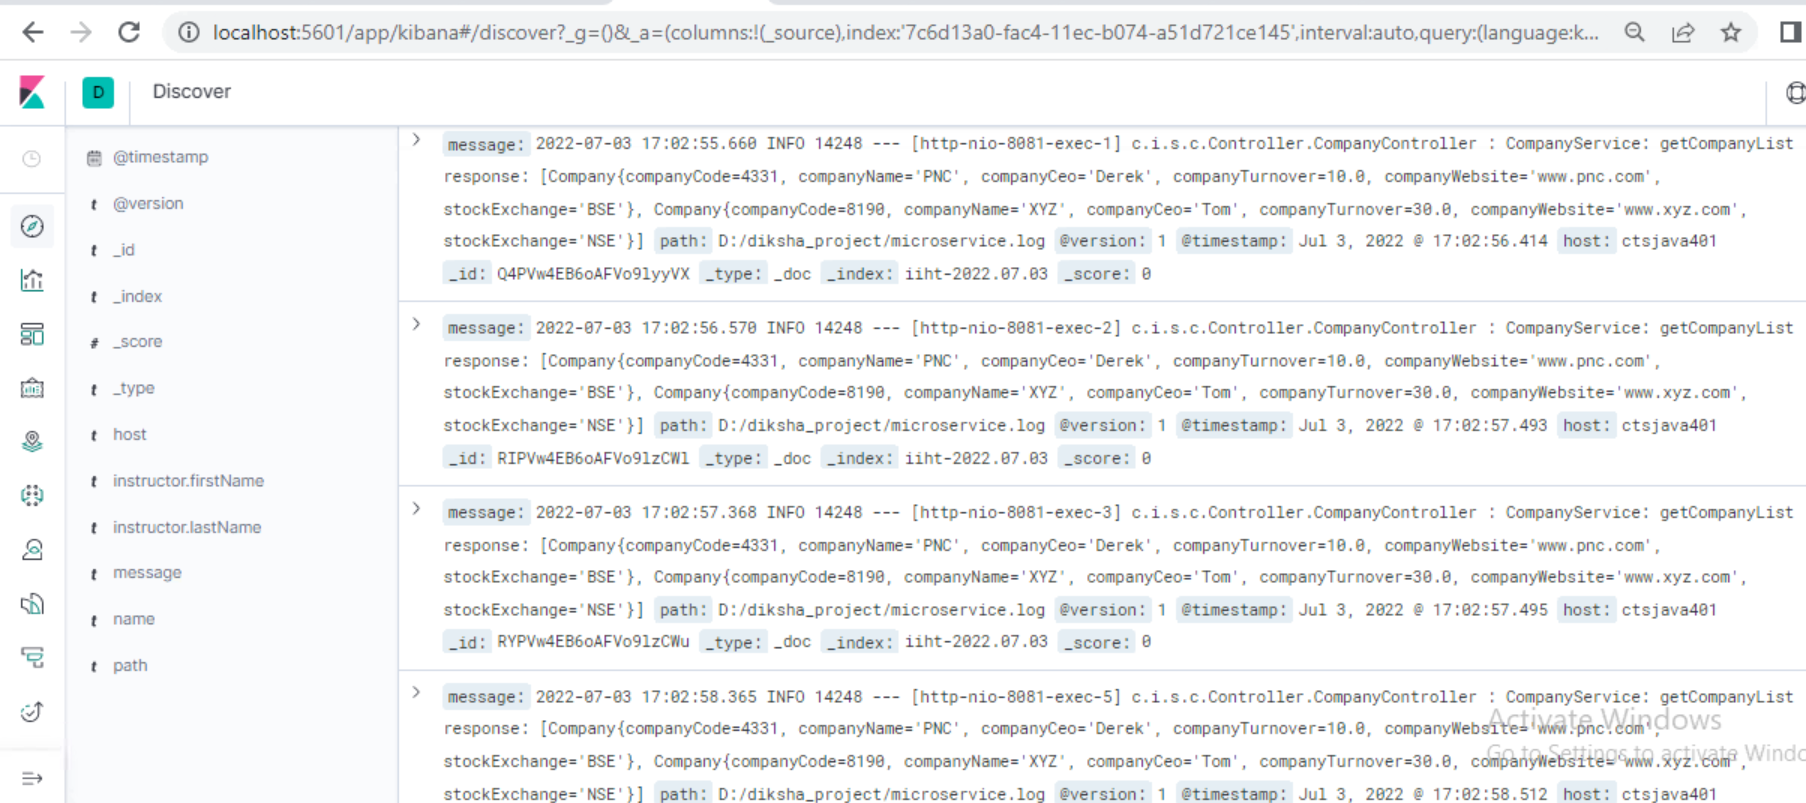 localhost:5601/app/kibana#/discover?_g=()&_a=(columns:!(_source),index:'7c6d13a0-fac4-11ec-b074-a51d721ce145',interval:auto,query:(language:k...
D Discover
@timestamp
t @version
t _id
t _index
# _score
t _type
t host
t instructor.firstName
t instructor.lastName
t message
t name
t path
message: 2022-07-03 17:02:55.660 INFO 14248 --- [http-nio-8081-exec-1] c.i.s.c.Controller.CompanyController : CompanyService: getCompanyList
response: [Company{companyCode=4331, companyName='PNC', companyCeo='Derek', companyTurnover=10.0, companyWebsite='www.pnc.com',
stockExchange='BSE'}, Company{companyCode=8190, companyName='XYZ', companyCeo='Tom', companyTurnover=30.0, companyWebsite='www.xyz.com',
stockExchange='NSE'}] path: D:/diksha_project/microservice.log @version: 1 @timestamp: Jul 3, 2022 @ 17:02:56.414 host: ctsjava401
_id: Q4PVw4EB6oAFVo9lyyVX _type: _doc _index: iiht-2022.07.03 _score: 0
message: 2022-07-03 17:02:56.570 INFO 14248 --- [http-nio-8081-exec-2] c.i.s.c.Controller.CompanyController : CompanyService: getCompanyList
response: [Company{companyCode=4331, companyName='PNC', companyCeo='Derek', companyTurnover=10.0, companyWebsite='www.pnc.com',
stockExchange='BSE'}, Company{companyCode=8190, companyName='XYZ', companyCeo='Tom', companyTurnover=30.0, companyWebsite='www.xyz.com',
stockExchange='NSE'}] path: D:/diksha_project/microservice.log @version: 1 @timestamp: Jul 3, 2022 @ 17:02:57.493 host: ctsjava401
_id: RIPVw4EB6oAFVo9lzCWl _type: _doc _index: iiht-2022.07.03 _score: 0
message: 2022-07-03 17:02:57.368 INFO 14248 --- [http-nio-8081-exec-3] c.i.s.c.Controller.CompanyController : CompanyService: getCompanyList
response: [Company{companyCode=4331, companyName='PNC', companyCeo='Derek', companyTurnover=10.0, companyWebsite='www.pnc.com',
stockExchange='BSE'}, Company{companyCode=8190, companyName='XYZ', companyCeo='Tom', companyTurnover=30.0, companyWebsite='www.xyz.com',
stockExchange='NSE'}] path: D:/diksha_project/microservice.log @version: 1 @timestamp: Jul 3, 2022 @ 17:02:57.495 host: ctsjava401
_id: RYPVw4EB6oAFVo9lzCWu _type: _doc _index: iiht-2022.07.03 _score: 0
message: 2022-07-03 17:02:58.365 INFO 14248 --- [http-nio-8081-exec-5] c.i.s.c.Controller.CompanyController : CompanyService: getCompanyList
Activate Windows
response: [Company{companyCode=4331, companyName='PNC', companyCeo='Derek', companyTurnover=10.0, companyWebsite='www.pnc.com',
Go to Settings to activate Windo
stockExchange='BSE'}, Company{companyCode=8190, companyName='XYZ', companyCeo='Tom', companyTurnover=30.0, companyWebsite='www.xyz.com',
stockExchange='NSE'}] path: D:/diksha_project/microservice.log @version: 1 @timestamp: Jul 3, 2022 @ 17:02:58.512 host: ctsjava401